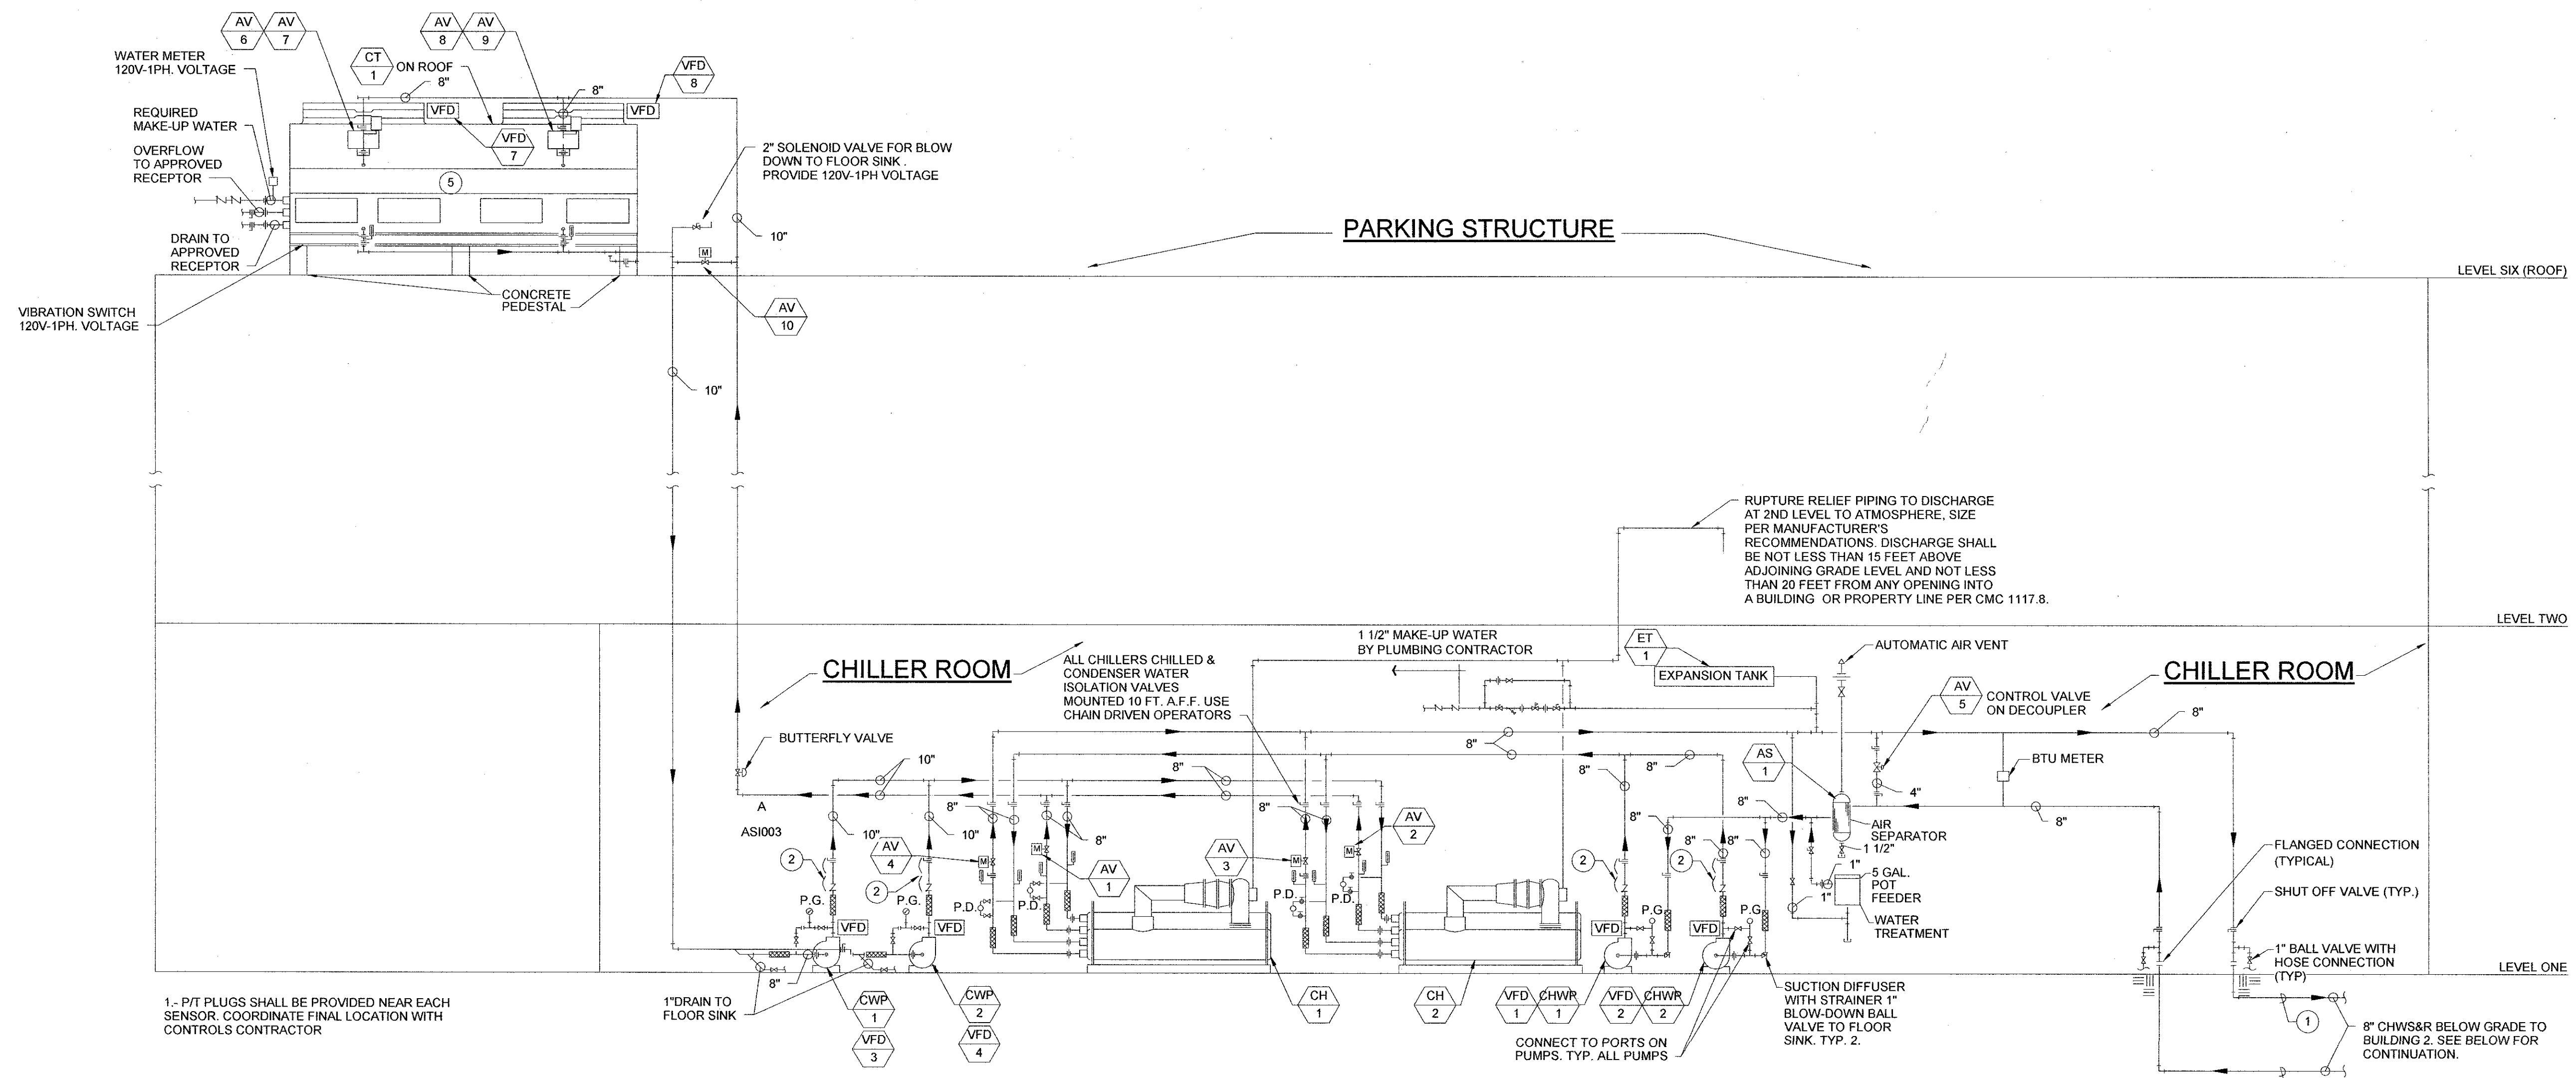 AV
6
AV
7
AV
8
AV
9
WATER METER
120V-1PH. VOLTAGE
CT
1
ON ROOF
8"
VFD
8
8"
VFD
VFD
REQUIRED
MAKE-UP WATER
VFD
7
OVERFLOW
TO APPROVED
RECEPTOR
5
2" SOLENOID VALVE FOR BLOW
DOWN TO FLOOR SINK .
PROVIDE 120V-1PH VOLTAGE
PARKING STRUCTURE
10"
DRAIN TO
APPROVED
RECEPTOR
M
LEVEL SIX (ROOF)
CONCRETE
PEDESTAL
VIBRATION SWITCH
120V-1PH. VOLTAGE
AV
10
10"
RUPTURE RELIEF PIPING TO DISCHARGE
AT 2ND LEVEL TO ATMOSPHERE, SIZE
PER MANUFACTURER'S
RECOMMENDATIONS. DISCHARGE SHALL
BE NOT LESS THAN 15 FEET ABOVE
ADJOINING GRADE LEVEL AND NOT LESS
THAN 20 FEET FROM ANY OPENING INTO
A BUILDING OR PROPERTY LINE PER CMC 1117.8.
LEVEL TWO
CHILLER ROOM
ALL CHILLERS CHILLED &
CONDENSER WATER
ISOLATION VALVES
MOUNTED 10 FT. A.F.F. USE
CHAIN DRIVEN OPERATORS
1 1/2" MAKE-UP WATER
BY PLUMBING CONTRACTOR
ET
1
EXPANSION TANK
AUTOMATIC AIR VENT
CHILLER ROOM
AV
5
CONTROL VALVE
ON DECOUPLER
8"
BUTTERFLY VALVE
8"
10"
8"
8"
8"
AS
1
BTU METER
A
ASI003
10"
10"
8"
8"
8"
8"
8"
8"
8"
4"
8"
AV
2
AIR
SEPARATOR
1 1/2"
2
AV
4
M
M
AV
1
AV
3
M
M
2
2
2
1"
FLANGED CONNECTION
(TYPICAL)
5 GAL.
POT
FEEDER
1"
SHUT OFF VALVE (TYP.)
P.G.
P.G.
P.D.
P.D.
P.D.
P.D.
P.G
P.G
VFD
VFD
VFD
VFD
WATER
TREATMENT
1" BALL VALVE WITH
HOSE CONNECTION
(TYP)
LEVEL ONE
8"
1.- P/T PLUGS SHALL BE PROVIDED NEAR EACH
SENSOR. COORDINATE FINAL LOCATION WITH
CONTROLS CONTRACTOR
1"DRAIN TO
FLOOR SINK
CWP
1
VFD
3
CWP
2
VFD
4
CH
1
CH
2
VFD
1
CHWP
1
VFD
2
CHWP
2
SUCTION DIFFUSER
WITH STRAINER 1"
BLOW-DOWN BALL
VALVE TO FLOOR
SINK. TYP. 2.
CONNECT TO PORTS ON
PUMPS. TYP. ALL PUMPS
1
8" CHWS&R BELOW GRADE TO
BUILDING 2. SEE BELOW FOR
CONTINUATION.